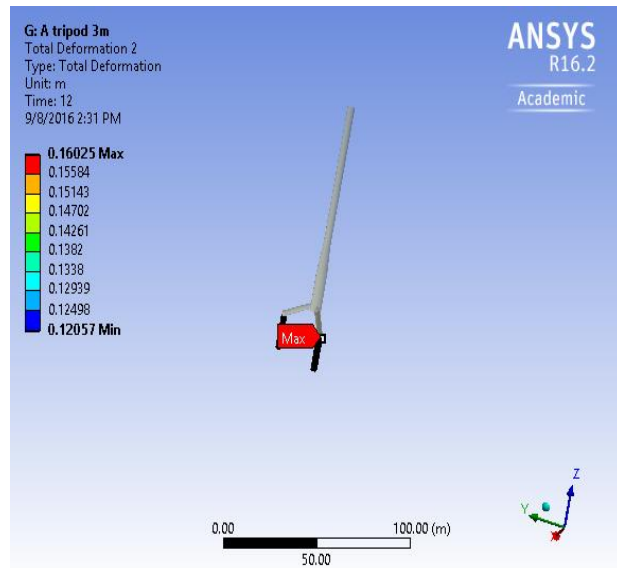 G: A tripod 3m
Total Deformation 2
Type: Total Deformation
Unit: m
Time: 12
9/8/2016 2:31 PM
ANSYS
R16.2
Academic
0.16025 Max
0.15584
0.15143
0.14702
0.14261
0.1382
0.1338
0.12939
0.12498
0.12057 Min
Max
Z
Y
X
0.00
100.00 (m)
50.00